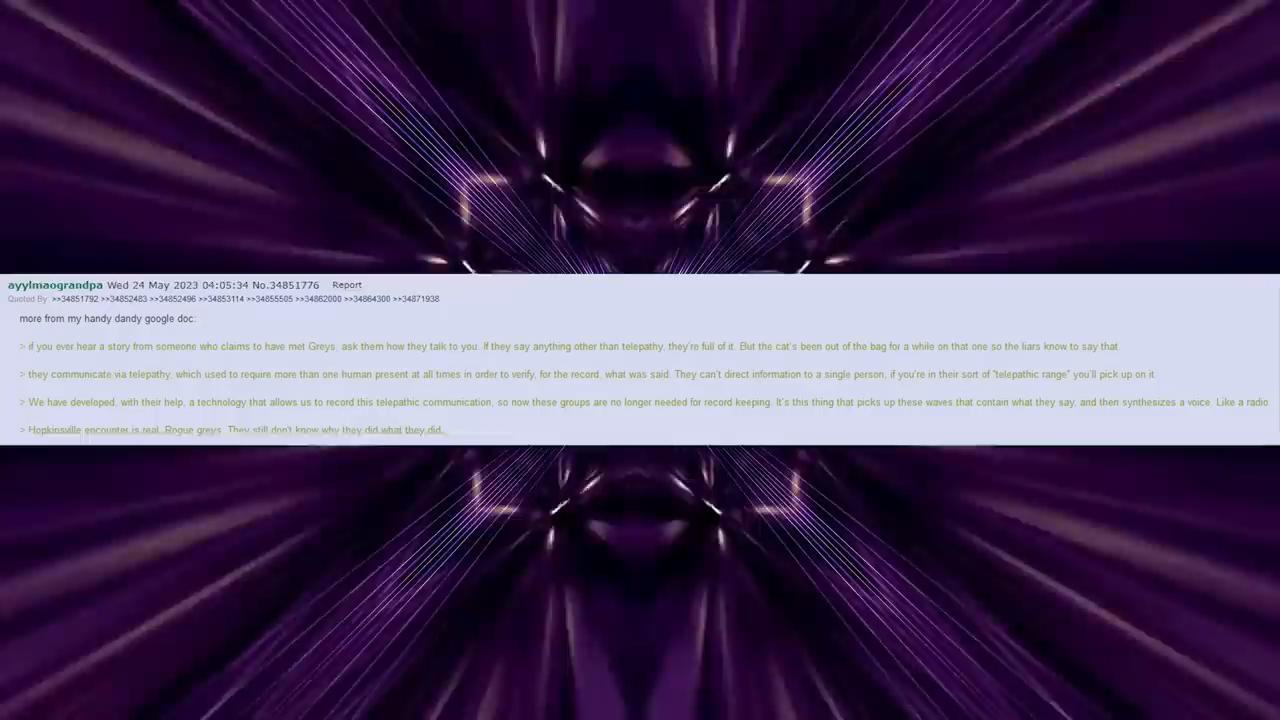 ayylmaograndpa Wed 24 May 2023 04:05:34 No.34851776 Report
Quoted By: >>34851792 >>34852483 >>34852496 >>34853114 >>34855505 >>34862000 >>34864300 >>34871938
more from my handy dandy google doc:
> if you ever hear a story from someone who claims to have met Greys, ask them how they talk to you. If they say anything other than telepathy, they're full of it. But the cat's been out of the bag for a while on that one so the liars know to say that.
> they communicate via telepathy, which used to require more than one human present at all times in order to verify, for the record, what was said. They can't direct information to a single person, if you're in their sort of "telepathic range" you'll pick up on it
> We have developed, with their help, a technology that allows us to record this telepathic communication, so now these groups are no longer needed for record keeping. It's this thing that picks up these waves that contain what they say, and then synthesizes a voice. Like a radio
> Hopkinsville encounter is real. Rogue greys. They still don't know why they did what they did.